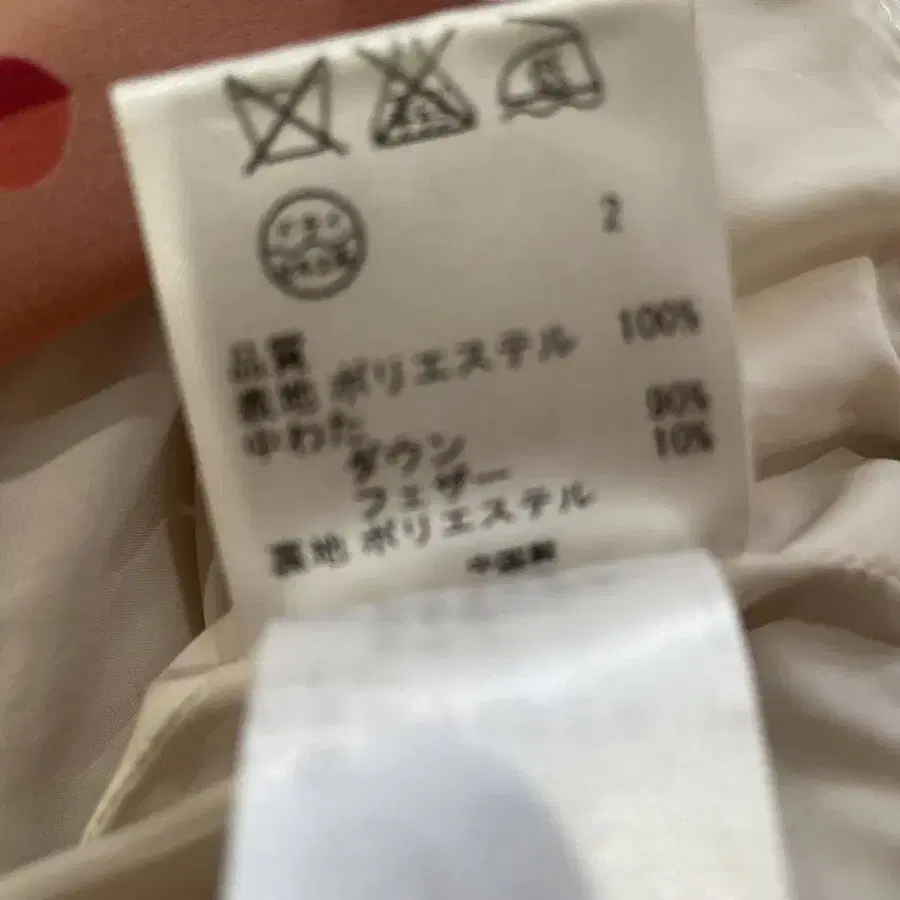 2
品質
表地 ポリエステル 100%
中わた
ダウン 90%
フェザー 10%
裏地 ポリエステル
中国製